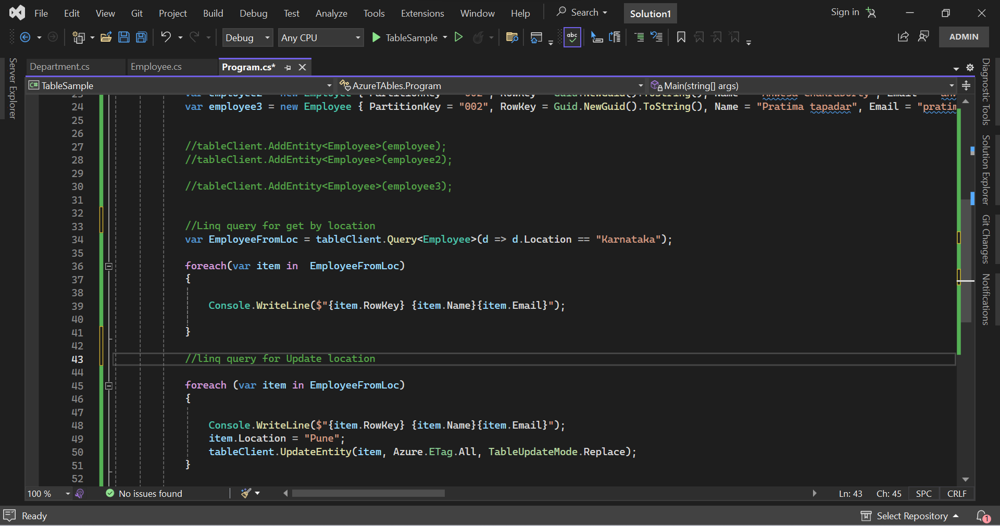 File Edit View Git Project Build Debug Test Analyze Tools Extensions Window Help Search Solution1 Sign in
Debug Any CPU TableSample ADMIN
Server Explorer
Department.cs Employee.cs Program.cs*
TableSample AzureTAbles.Program Main(string[] args)
24 var employee3 = new Employee { PartitionKey = "002", RowKey = Guid.NewGuid().ToString(), Name = "Pratima tapadar", Email = "pratim
25
26
27 //tableClient.AddEntity<Employee>(employee);
28 //tableClient.AddEntity<Employee>(employee2);
29
30 //tableClient.AddEntity<Employee>(employee3);
31
32
33 //Linq query for get by location
34 var EmployeeFromLoc = tableClient.Query<Employee>(d => d.Location == "Karnataka");
35
36 foreach(var item in  EmployeeFromLoc)
37 {
38
39 Console.WriteLine($"{item.RowKey} {item.Name}{item.Email}");
40
41 }
42
43 //linq query for Update location
44
45 foreach (var item in EmployeeFromLoc)
46 {
47
48 Console.WriteLine($"{item.RowKey} {item.Name}{item.Email}");
49 item.Location = "Pune";
50 tableClient.UpdateEntity(item, Azure.ETag.All, TableUpdateMode.Replace);
51 }
52
Diagnostic Tools
Solution Explorer
Git Changes
Notifications
100 % No issues found Ln: 43 Ch: 45 SPC CRLF
Ready Select Repository 1